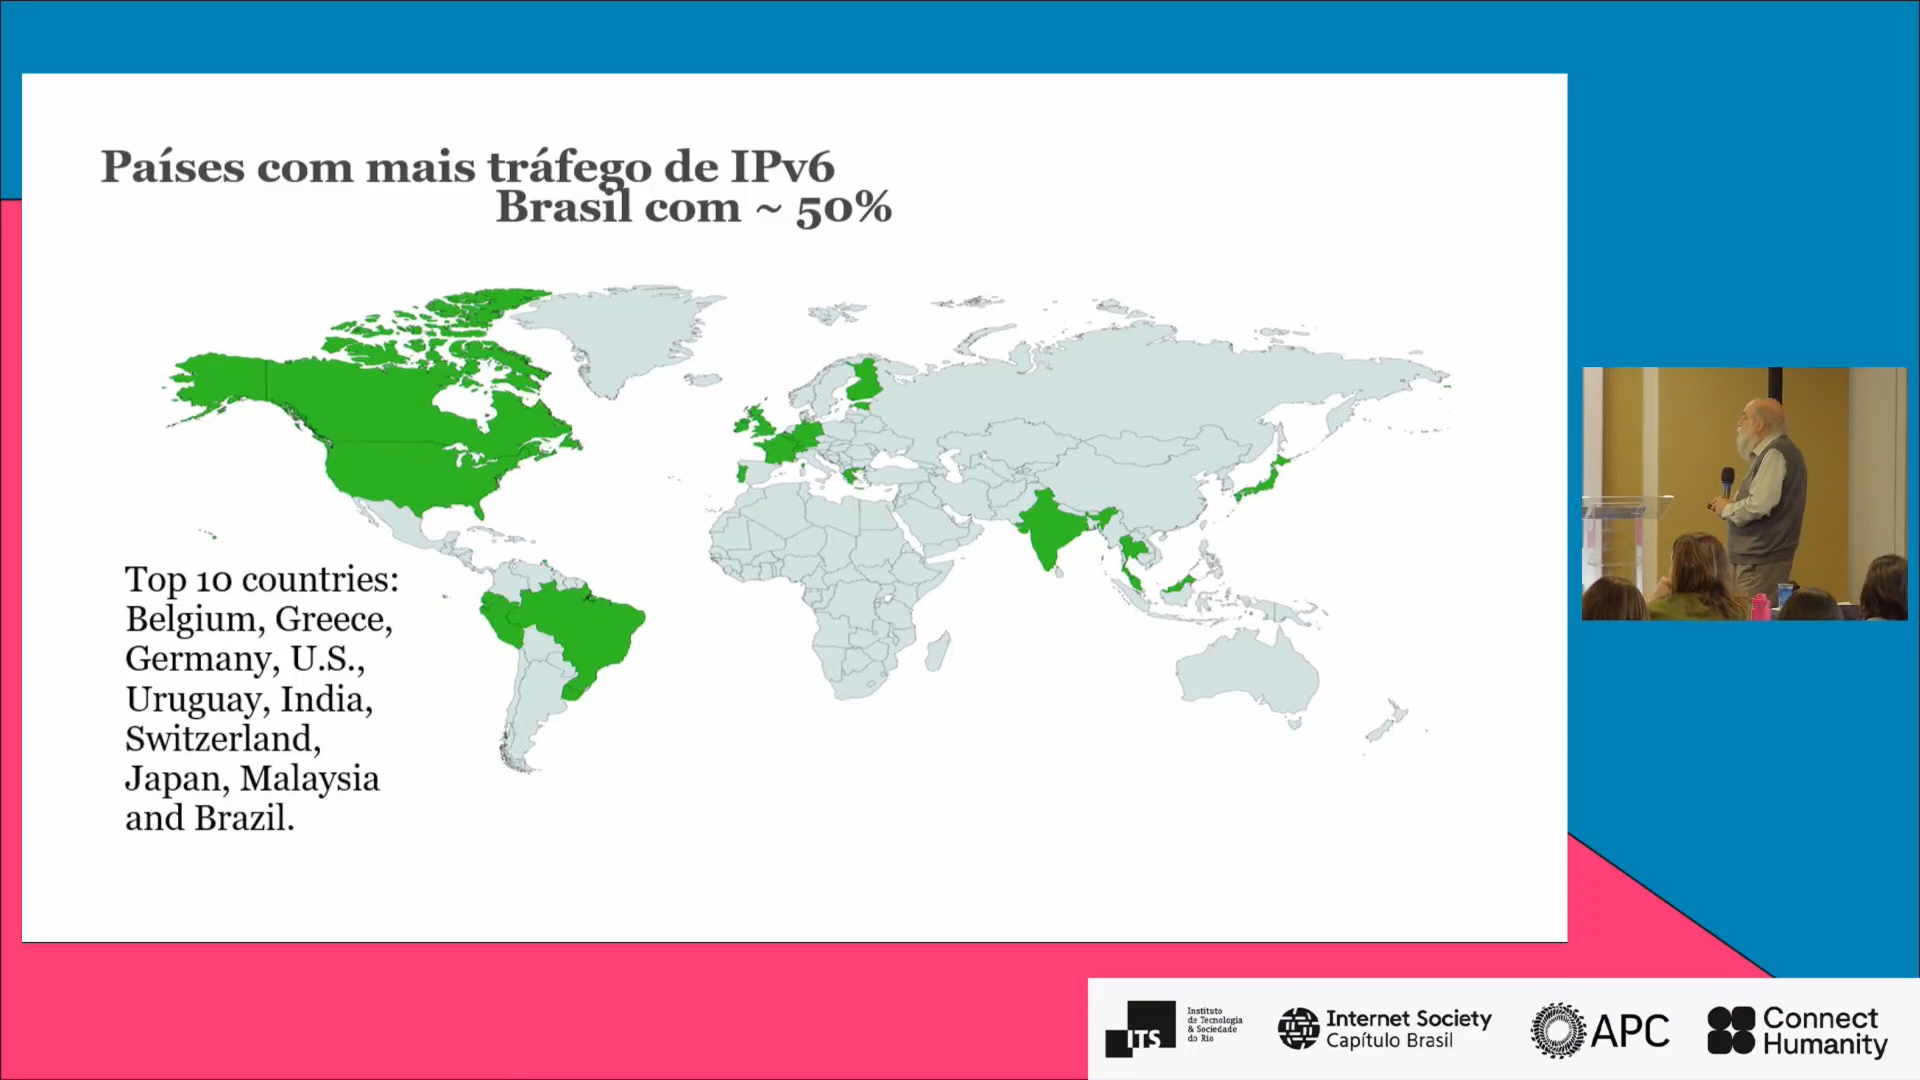 Países com mais tráfego de IPv6
Brasil com ~ 50%
Top 10 countries:
Belgium, Greece,
Germany, U.S.,
Uruguay, India,
Switzerland,
Japan, Malaysia
and Brazil.
ITS
Instituto
de Tecnologia
& Sociedade
do Rio
Internet Society
Capítulo Brasil
APC
Connect
Humanity